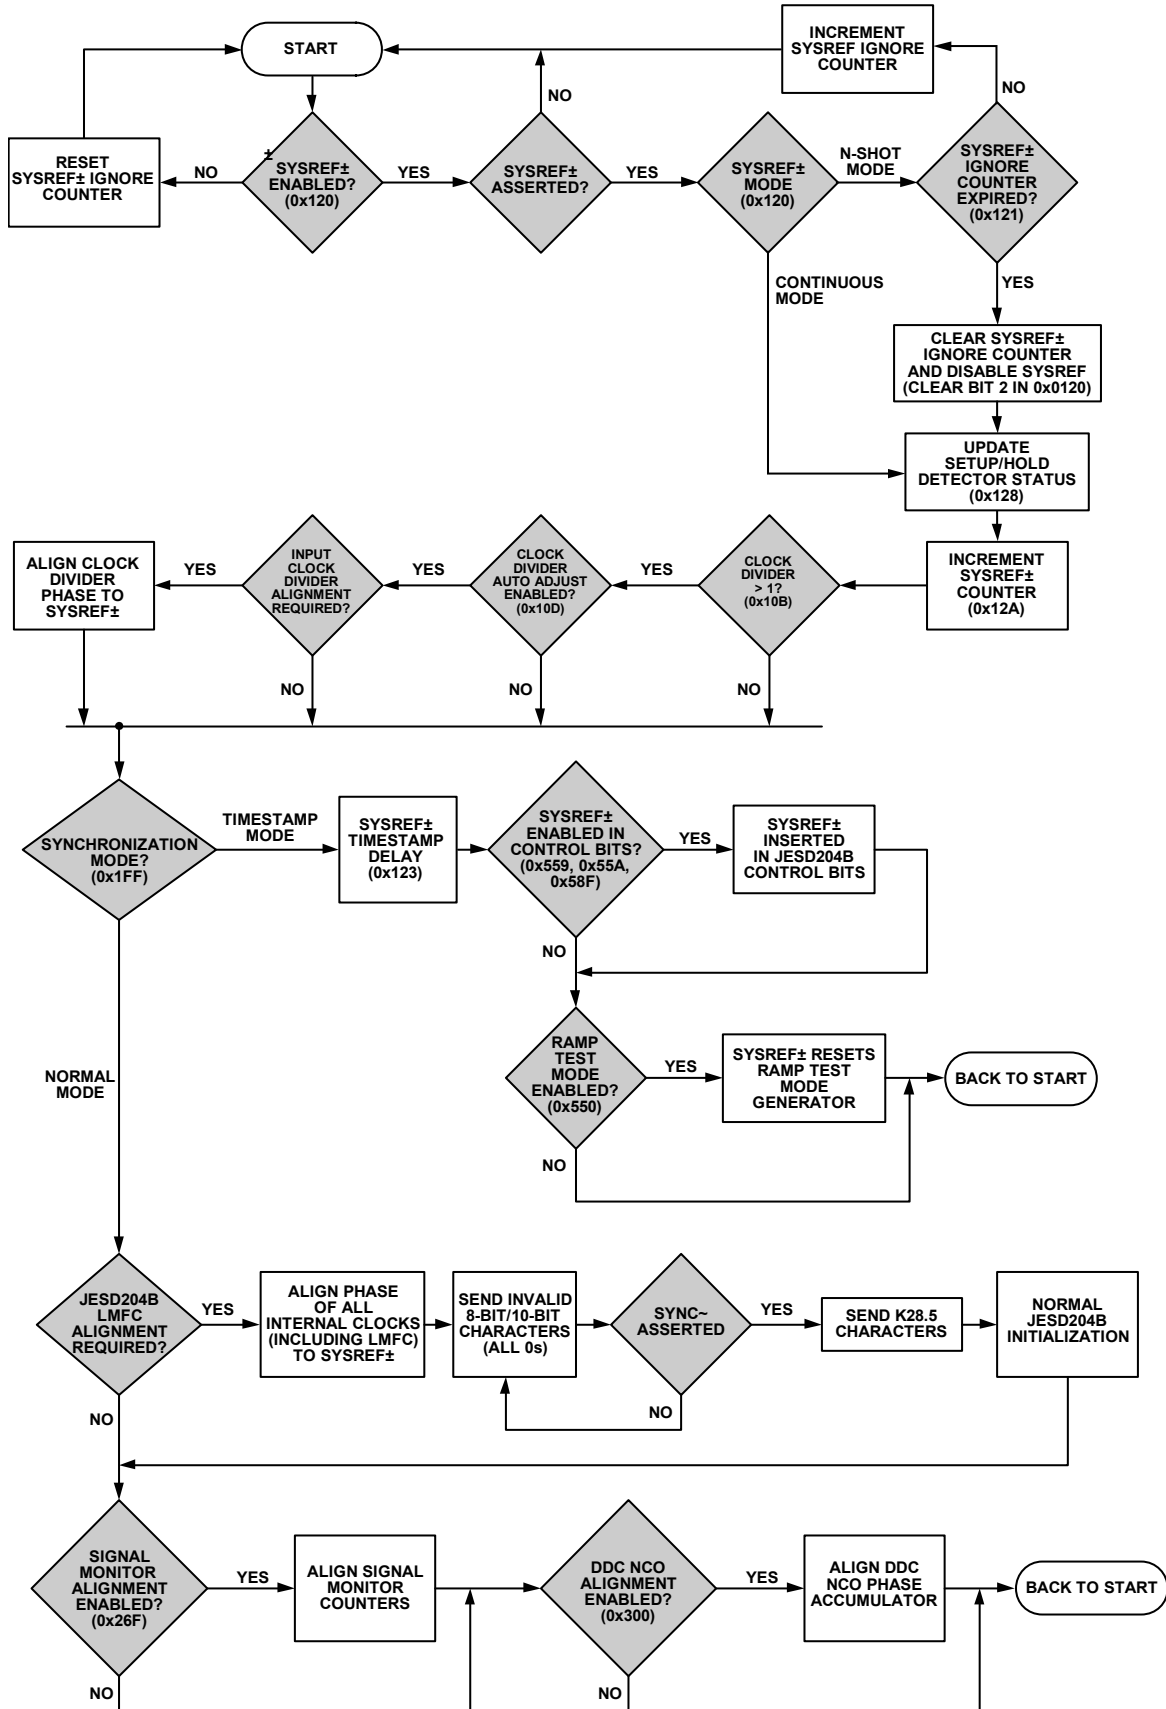 START
INCREMENT
SYSREF IGNORE
COUNTER
NO
NO
RESET
SYSREF± IGNORE
COUNTER
NO
±
SYSREF±
ENABLED?
(0x120)
YES
SYSREF±
ASSERTED?
YES
SYSREF±
MODE
(0x120)
N-SHOT
MODE
SYSREF±
IGNORE
COUNTER
EXPIRED?
(0x121)
CONTINUOUS
MODE
YES
CLEAR SYSREF±
IGNORE COUNTER
AND DISABLE SYSREF
(CLEAR BIT 2 IN 0x0120)
UPDATE
SETUP/HOLD
DETECTOR STATUS
(0x128)
INCREMENT
SYSREF±
COUNTER
(0x12A)
CLOCK
DIVIDER
> 1?
(0x10B)
YES
CLOCK
DIVIDER
AUTO ADJUST
ENABLED?
(0x10D)
YES
INPUT
CLOCK
DIVIDER
ALIGNMENT
REQUIRED?
YES
ALIGN CLOCK
DIVIDER
PHASE TO
SYSREF±
NO
NO
NO
SYNCHRONIZATION
MODE?
(0x1FF)
TIMESTAMP
MODE
SYSREF±
TIMESTAMP
DELAY
(0x123)
SYSREF±
ENABLED IN
CONTROL BITS?
(0x559, 0x55A,
0x58F)
YES
SYSREF±
INSERTED
IN JESD204B
CONTROL BITS
NO
RAMP
TEST
MODE
ENABLED?
(0x550)
YES
SYSREF± RESETS
RAMP TEST
MODE
GENERATOR
BACK TO START
NO
NORMAL
MODE
JESD204B
LMFC
ALIGNMENT
REQUIRED?
YES
ALIGN PHASE
OF ALL
INTERNAL CLOCKS
(INCLUDING LMFC)
TO SYSREF±
SEND INVALID
8-BIT/10-BIT
CHARACTERS
(ALL 0s)
SYNC~
ASSERTED
YES
SEND K28.5
CHARACTERS
NORMAL
JESD204B
INITIALIZATION
NO
NO
SIGNAL
MONITOR
ALIGNMENT
ENABLED?
(0x26F)
YES
ALIGN SIGNAL
MONITOR
COUNTERS
DDC NCO
ALIGNMENT
ENABLED?
(0x300)
YES
ALIGN DDC
NCO PHASE
ACCUMULATOR
BACK TO START
NO
NO